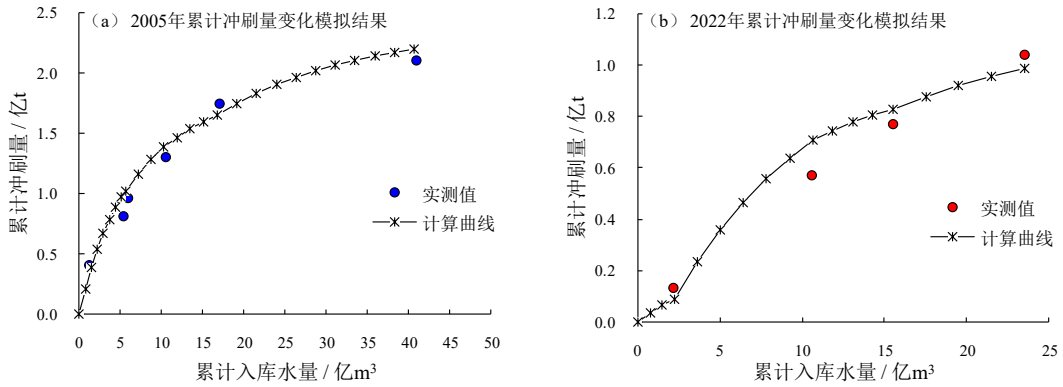 （a） 2005年累计冲刷量变化模拟结果
累计冲刷量 / 亿t
2.5
2.0
1.5
1.0
0.5
0.0
实测值
计算曲线
0 5 10 15 20 25 30 35 40 45 50
累计入库水量 / 亿m³
（b） 2022年累计冲刷量变化模拟结果
累计冲刷量 / 亿t
1.2
1.0
0.8
0.6
0.4
0.2
0.0
实测值
计算曲线
0 5 10 15 20 25
累计入库水量 / 亿m³